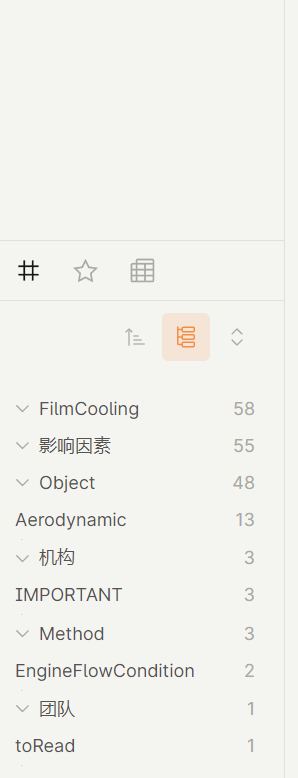 FilmCooling 58
影响因素 55
Object 48
Aerodynamic 13
机构 3
IMPORTANT 3
Method 3
EngineFlowCondition 2
团队 1
toRead 1